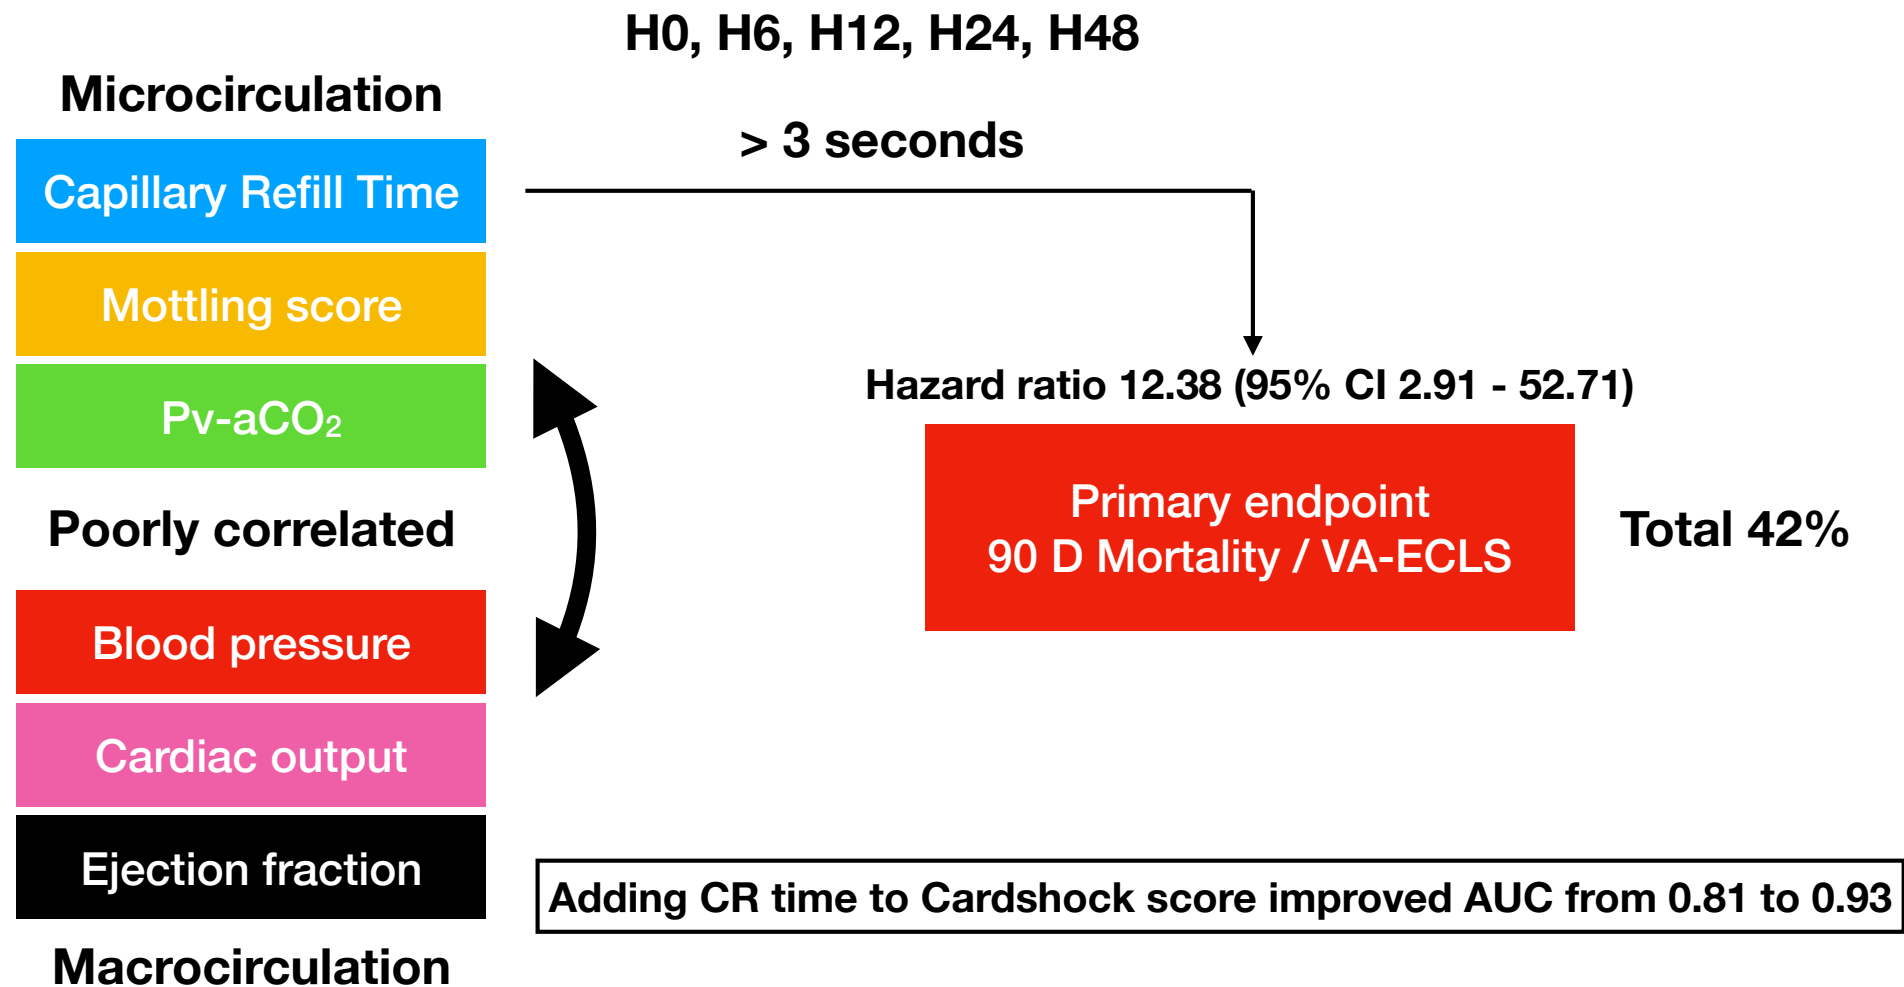 H0, H6, H12, H24, H48
Microcirculation
> 3 seconds
Capillary Refill Time
Mottling score
Hazard ratio 12.38 (95% CI 2.91 - 52.71)
Pv-aCO₂
Primary endpoint
90 D Mortality / VA-ECLS
Total 42%
Poorly correlated
Blood pressure
Cardiac output
Ejection fraction
Adding CR time to Cardshock score improved AUC from 0.81 to 0.93
Macrocirculation